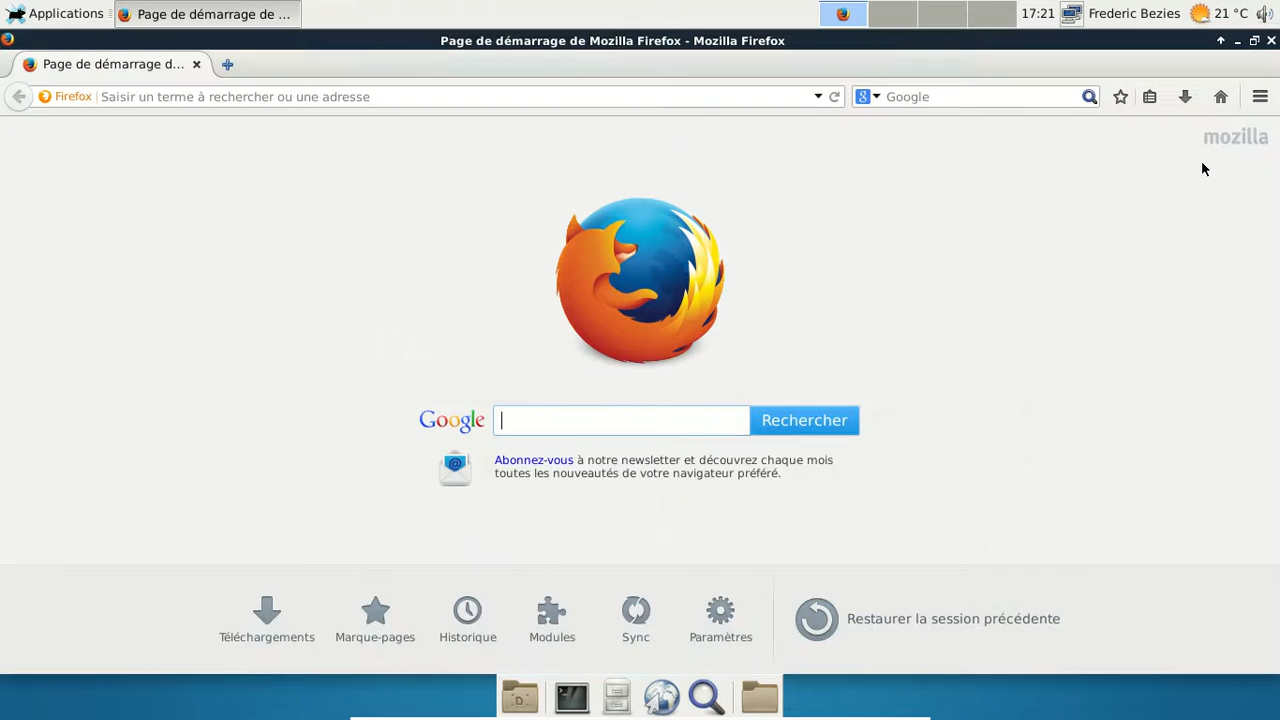 Applications
Page de démarrage de ...
17:21
Frederic Bezies
21 °C
Page de démarrage de Mozilla Firefox - Mozilla Firefox
Page de démarrage d...
Firefox
Saisir un terme à rechercher ou une adresse
8
Google
mozilla
Google
Rechercher
@
Abonnez-vous à notre newsletter et découvrez chaque mois
toutes les nouveautés de votre navigateur préféré.
Téléchargements
Marque-pages
Historique
Modules
Sync
Paramètres
Restaurer la session précédente
D